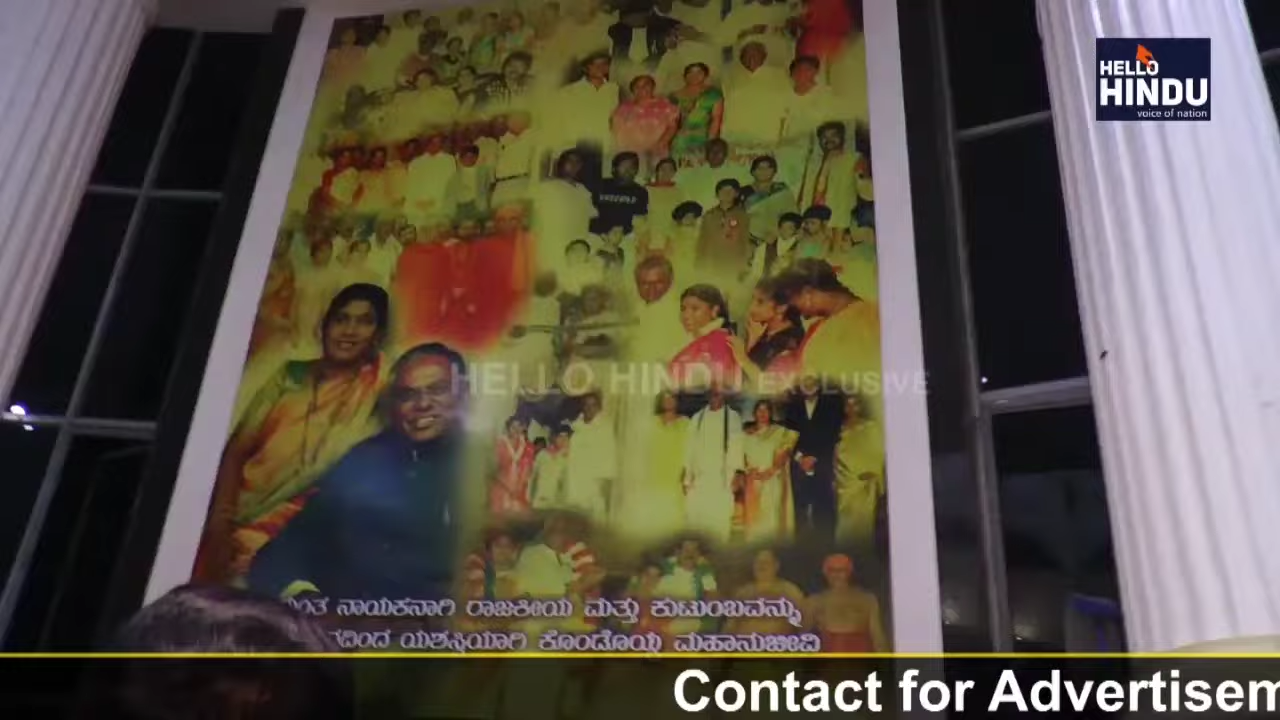 HELLO
HINDU
voice of nation
HELLO HINDU EXCLUSIVE
ನಾಯಕನಾಗಿ ರಾಜಕೀಯ ಮತ್ತು ಕುಟುಂಬವನ್ನು
ಯಶಸ್ವಿಯಾಗಿ ಕೊಂಡೊಯ್ದ ಮಹಾನುಜೀವಿ
Contact for Advertisem